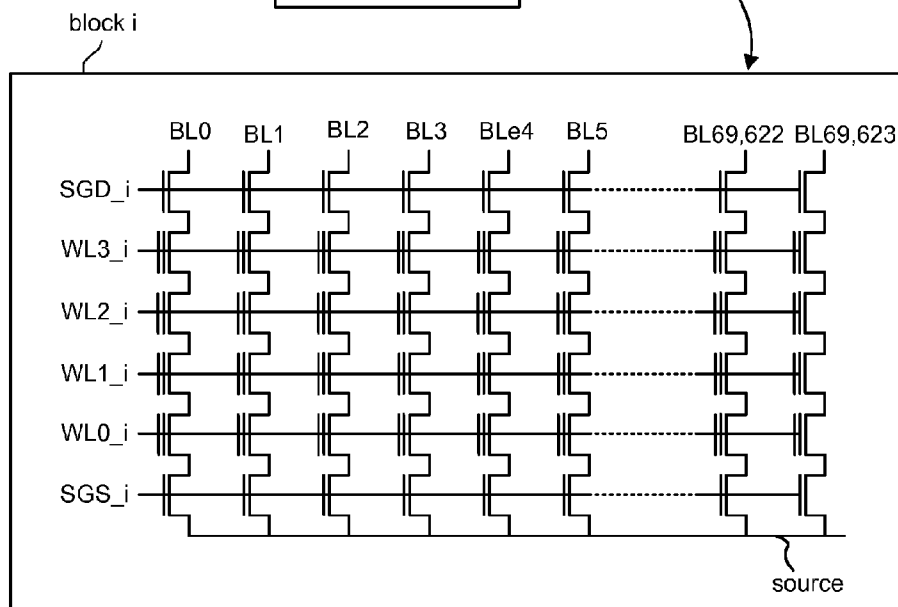 block i
BL0 BL1 BL2 BL3 BLe4 BL5 BL69,622 BL69,623
SGD_i
WL3_i
WL2_i
WL1_i
WL0_i
SGS_i
source